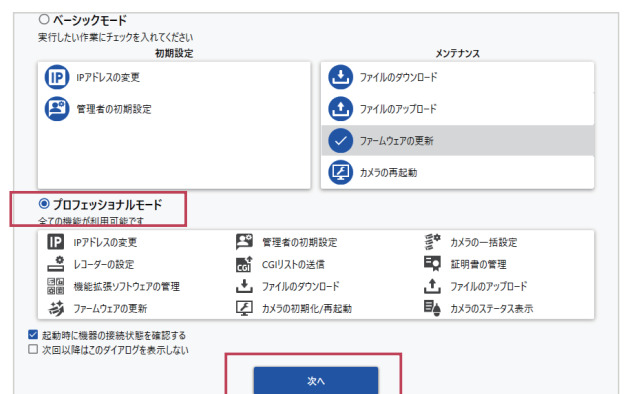 ベーシックモード
実行したい作業にチェックを入れてください
初期設定
メンテナンス
IP IPアドレスの変更
管理者の初期設定
ファイルのダウンロード
ファイルのアップロード
ファームウェアの更新
カメラの再起動
プロフェッショナルモード
全ての機能が利用可能です
IP IPアドレスの変更
管理者の初期設定
カメラの一括設定
レコーダーの設定
CGI CGIリストの送信
証明書の管理
機能拡張ソフトウェアの管理
ファイルのダウンロード
ファイルのアップロード
ファームウェアの更新
カメラの初期化/再起動
カメラのステータス表示
起動時に機器の接続状態を確認する
次回以降はこのダイアログを表示しない
次へ